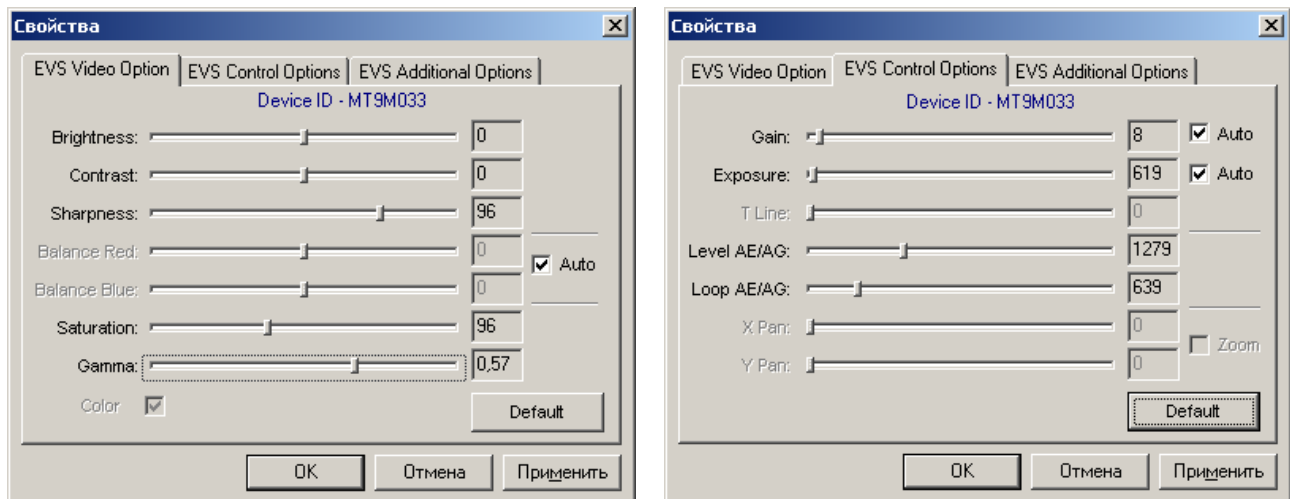 Свойства
EVS Video Option EVS Control Options EVS Additional Options
Device ID - MT9M033
Brightness: 0
Contrast: 0
Sharpness: 96
Balance Red: 0
Auto
Balance Blue: 0
Saturation: 96
Gamma: 0,57
Color
Default
OK Отмена Применить
Свойства
EVS Video Option EVS Control Options EVS Additional Options
Device ID - MT9M033
Gain: 8 Auto
Exposure: 619 Auto
T Line: 0
Level AE/AG: 1279
Loop AE/AG: 639
X Pan: 0
Zoom
Y Pan: 0
Default
OK Отмена Применить